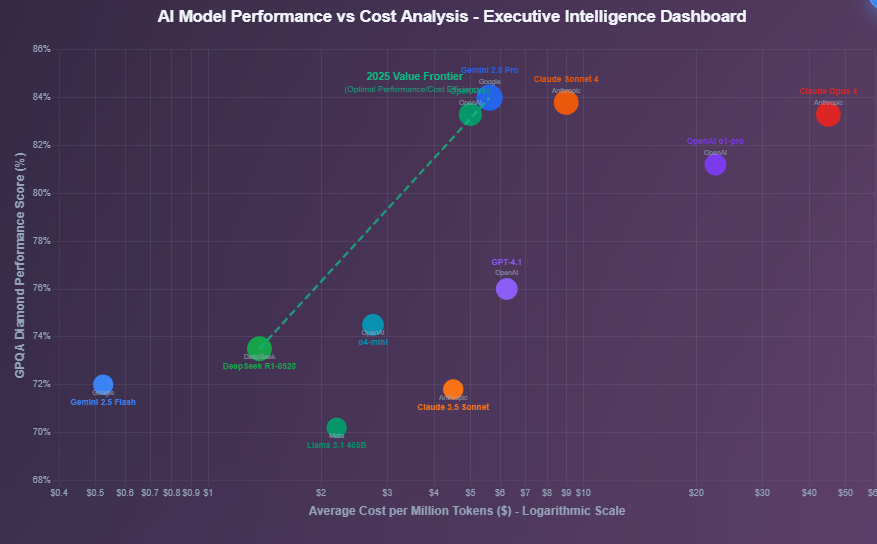 AI Model Performance vs Cost Analysis - Executive Intelligence Dashboard
GPQA Diamond Performance Score (%)
86%
84%
82%
80%
78%
76%
74%
72%
70%
68%
2025 Value Frontier
(Optimal Performance/Cost
OpenAI
Gemini 2.5 Pro
Google
Claude Sonnet 4
Anthropic
Claude Opus 4
Anthropic
OpenAI o1-pro
OpenAI
GPT-4.1
OpenAI
OpenAI
o4-mini
DeepSeek
DeepSeek R1-0528
Google
Gemini 2.5 Flash
Anthropic
Claude 3.5 Sonnet
Meta
Llama 3.1 405B
$0.4 $0.5 $0.6 $0.7 $0.8 $0.9 $1 $2 $3 $4 $5 $6 $7 $8 $9 $10 $20 $30 $40 $50
Average Cost per Million Tokens ($) - Logarithmic Scale